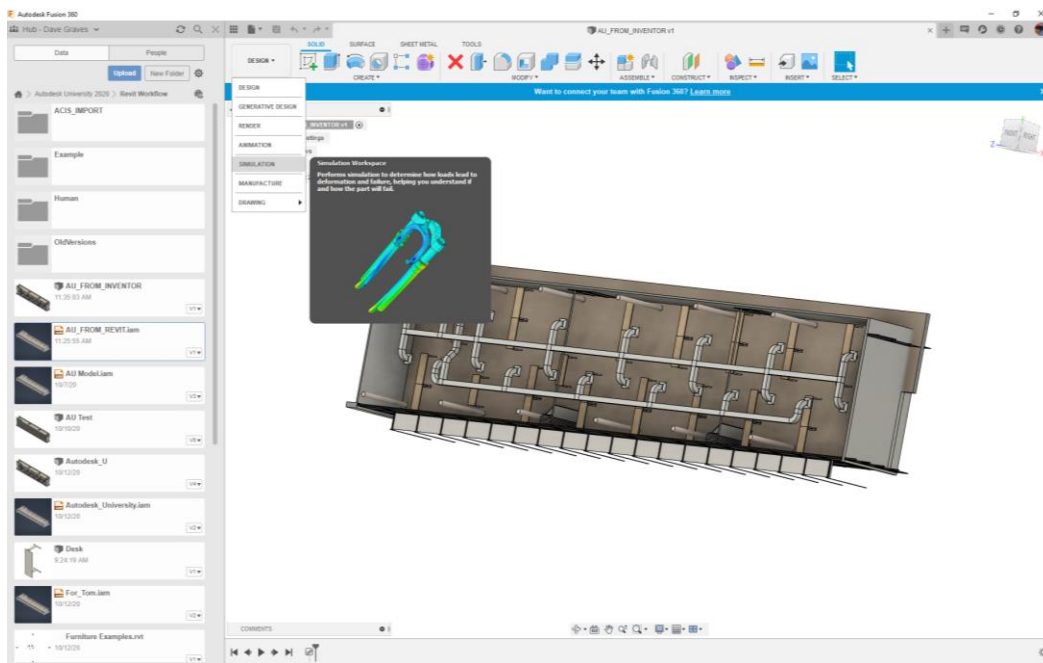 Autodesk Fusion 360
Hub - Dave Graves
AU_FROM_INVENTOR v1
Data
People
Upload
New Folder
Autodesk University 2020 > Revit Workflow
ACIS_IMPORT
Example
Human
OldVersions
AU_FROM_INVENTOR
11:35:03 AM
V1
AU_FROM_REVIT.iam
11:25:55 AM
V1
AU Model.iam
10/7/20
AU Test
10/10/20
Autodesk_U
10/12/20
Autodesk_University.iam
10/12/20
V2
Desk
9:24:19 AM
V1
For_Tom.iam
10/12/20
V2
Furniture Examples.rvt
10/12/20
V1
SOLID
SURFACE
SHEET METAL
TOOLS
DESIGN
CREATE
MODIFY
ASSEMBLE
CONSTRUCT
INSPECT
INSERT
SELECT
Want to connect your team with Fusion 360? Learn more
DESIGN
GENERATIVE DESIGN
RENDER
ANIMATION
SIMULATION
MANUFACTURE
DRAWING
INVENTOR v1
Simulation Workspace
Performs simulation to determine how loads lead to
deformation and failure, helping you understand if
and how the part will fail.
FRONT
RIGHT
Z
COMMENTS